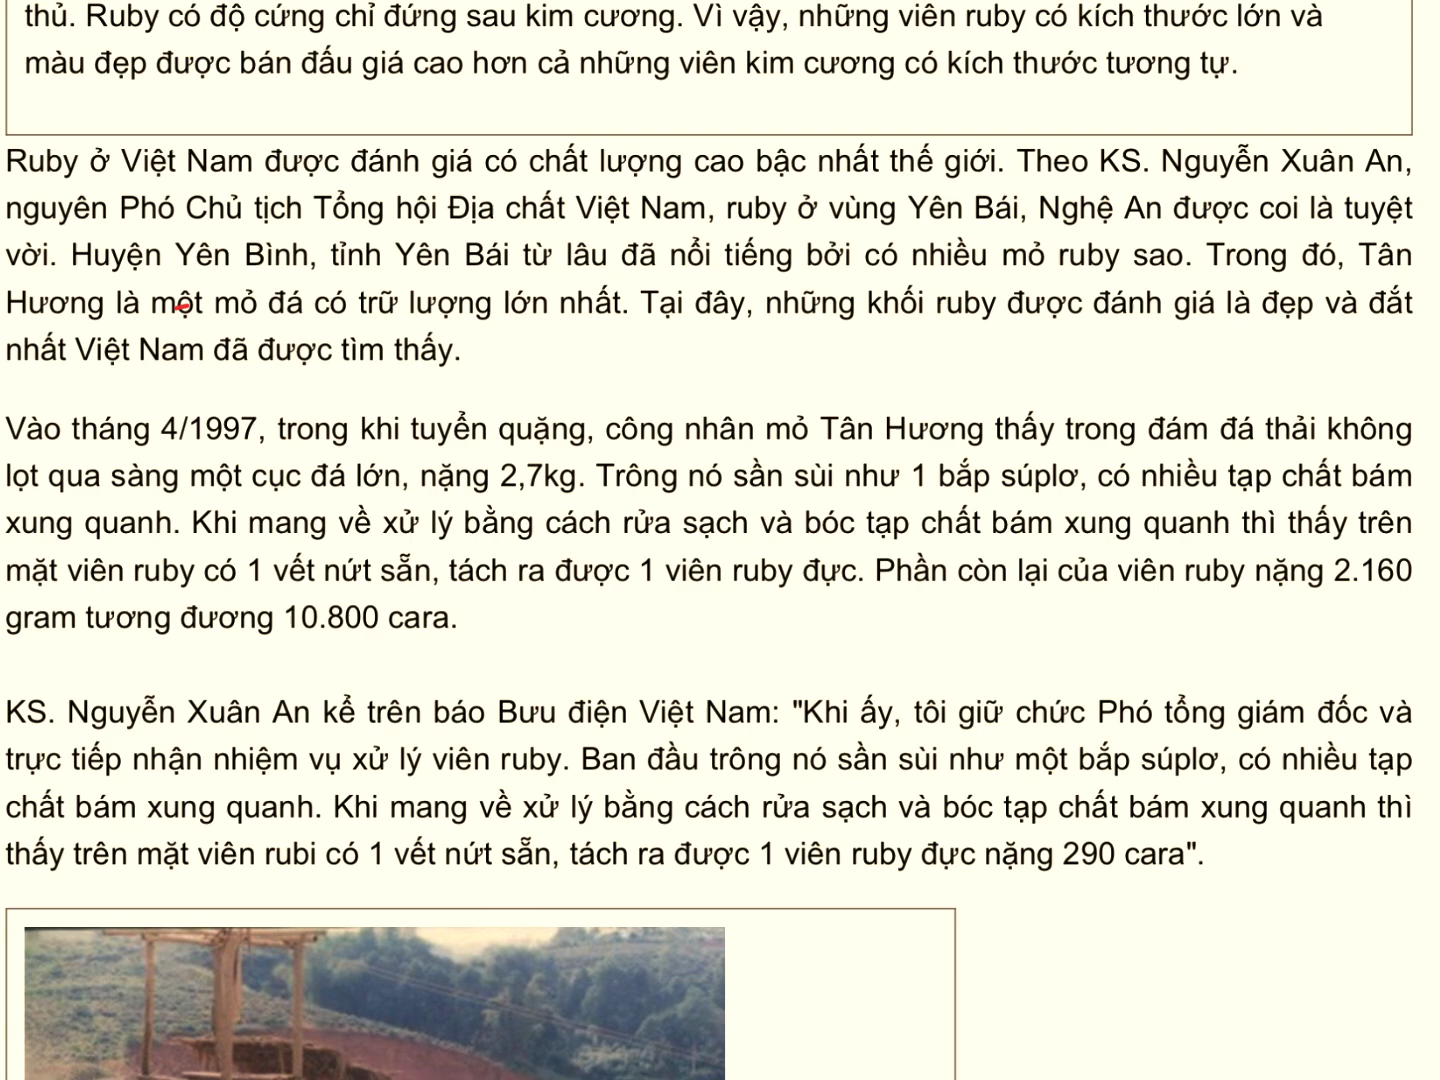 thủ. Ruby có độ cứng chỉ đứng sau kim cương. Vì vậy, những viên ruby có kích thước lớn và
màu đẹp được bán đấu giá cao hơn cả những viên kim cương có kích thước tương tự.
Ruby ở Việt Nam được đánh giá có chất lượng cao bậc nhất thế giới. Theo KS. Nguyễn Xuân An,
nguyên Phó Chủ tịch Tổng hội Địa chất Việt Nam, ruby ở vùng Yên Bái, Nghệ An được coi là tuyệt
vời. Huyện Yên Bình, tỉnh Yên Bái từ lâu đã nổi tiếng bởi có nhiều mỏ ruby sao. Trong đó, Tân
Hương là một mỏ đá có trữ lượng lớn nhất. Tại đây, những khối ruby được đánh giá là đẹp và đắt
nhất Việt Nam đã được tìm thấy.
Vào tháng 4/1997, trong khi tuyển quặng, công nhân mỏ Tân Hương thấy trong đám đá thải không
lọt qua sàng một cục đá lớn, nặng 2,7kg. Trông nó sần sùi như 1 bắp súplơ, có nhiều tạp chất bám
xung quanh. Khi mang về xử lý bằng cách rửa sạch và bóc tạp chất bám xung quanh thì thấy trên
mặt viên ruby có 1 vết nứt sẵn, tách ra được 1 viên ruby đực. Phần còn lại của viên ruby nặng 2.160
gram tương đương 10.800 cara.
KS. Nguyễn Xuân An kể trên báo Bưu điện Việt Nam: "Khi ấy, tôi giữ chức Phó tổng giám đốc và
trực tiếp nhận nhiệm vụ xử lý viên ruby. Ban đầu trông nó sần sùi như một bắp súplơ, có nhiều tạp
chất bám xung quanh. Khi mang về xử lý bằng cách rửa sạch và bóc tạp chất bám xung quanh thì
thấy trên mặt viên rubi có 1 vết nứt sẵn, tách ra được 1 viên ruby đực nặng 290 cara".